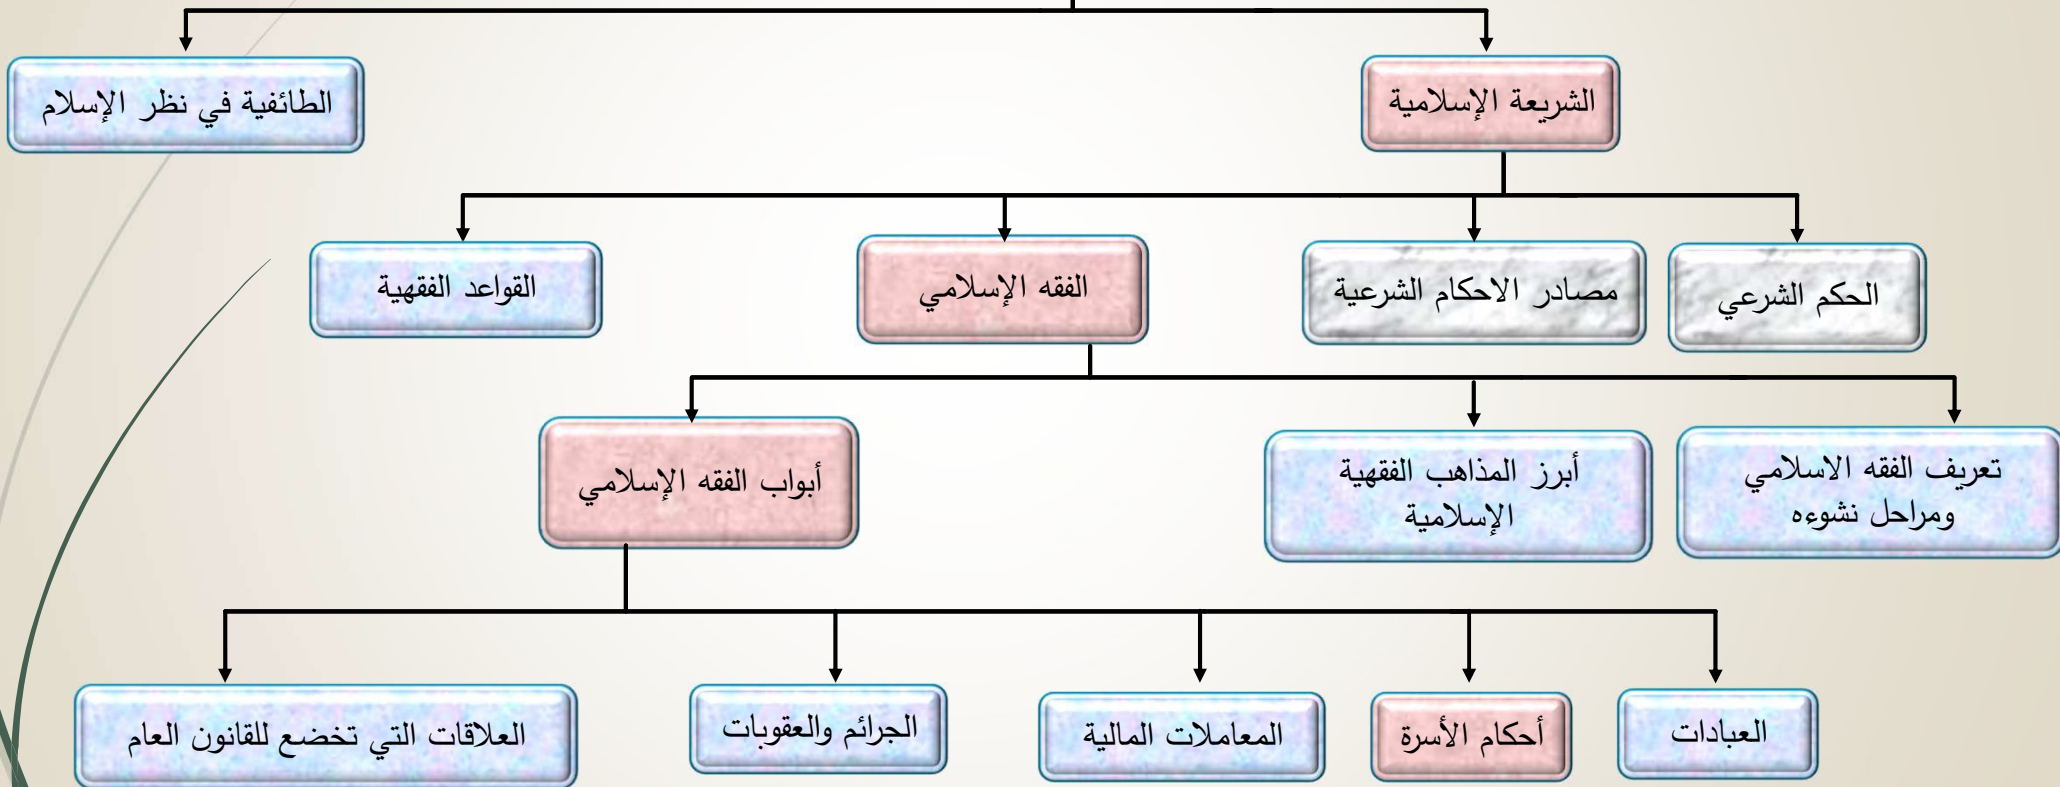 الشريعة الإسلامية
الطائفية في نظر الإسلام
الحكم الشرعي
مصادر الاحكام الشرعية
الفقه الإسلامي
القواعد الفقهية
تعريف الفقه الاسلامي
ومراحل نشوءه
أبرز المذاهب الفقهية
الإسلامية
أبواب الفقه الإسلامي
العبادات
أحكام الأسرة
المعاملات المالية
الجرائم والعقوبات
العلاقات التي تخضع للقانون العام